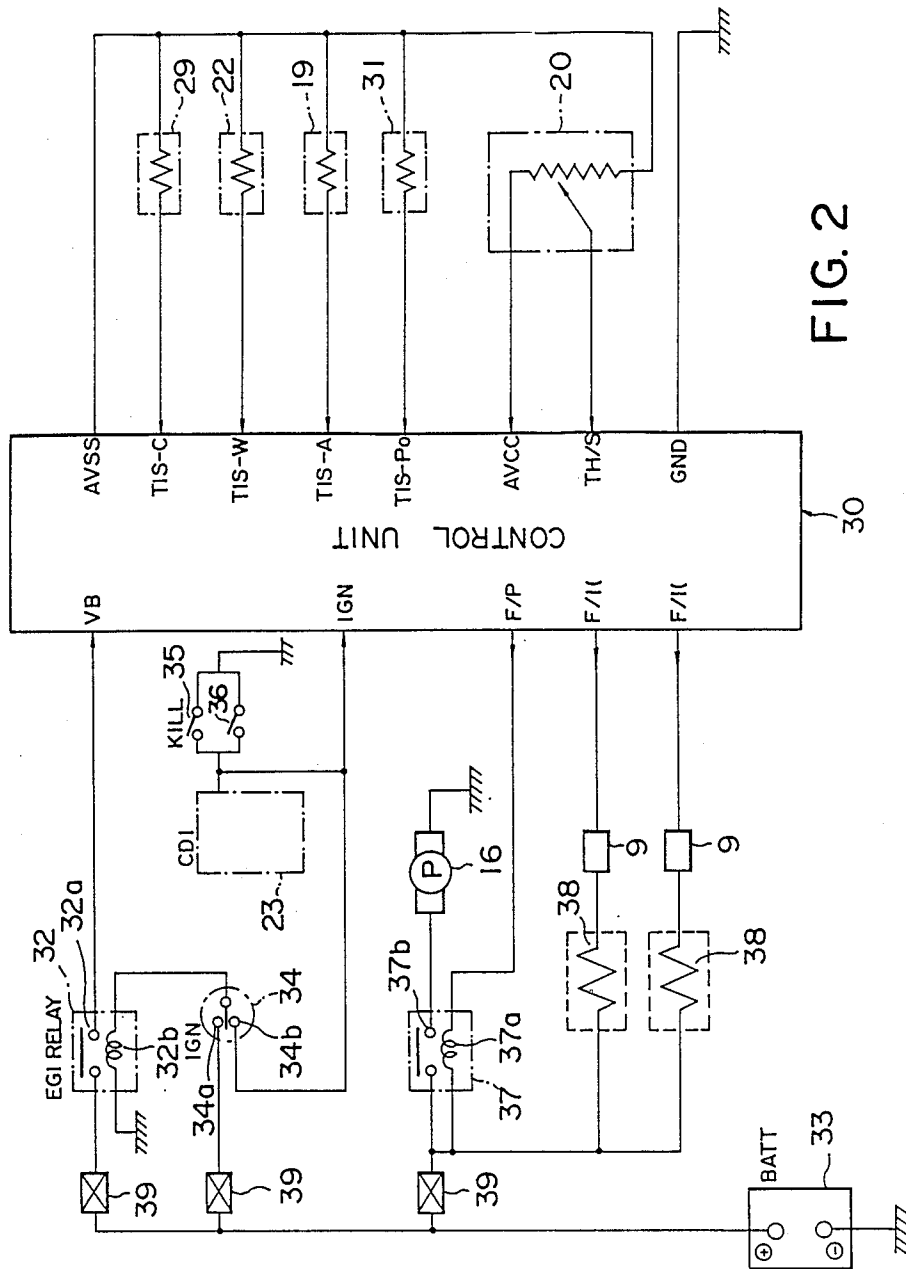 FIG. 2
CONTROL UNIT
30
VB
IGN
F/P
F/I(
F/I(
AVSS
TIS-C
TIS-W
TIS-A
TIS-Po
AVCC
TH/S
GND
29
22
19
31
20
EGI RELAY
32
32a
32b
IGN
34
34a
34b
CDI
23
KILL
35
36
37
37a
37b
P
16
38
38
9
9
39
39
39
BATT
33
+
-